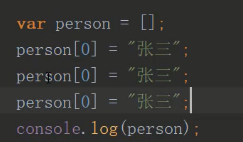 var person = [];
person[0] = "张三";
person[0] = "张三";
person[0] = "张三";
console.log(person);